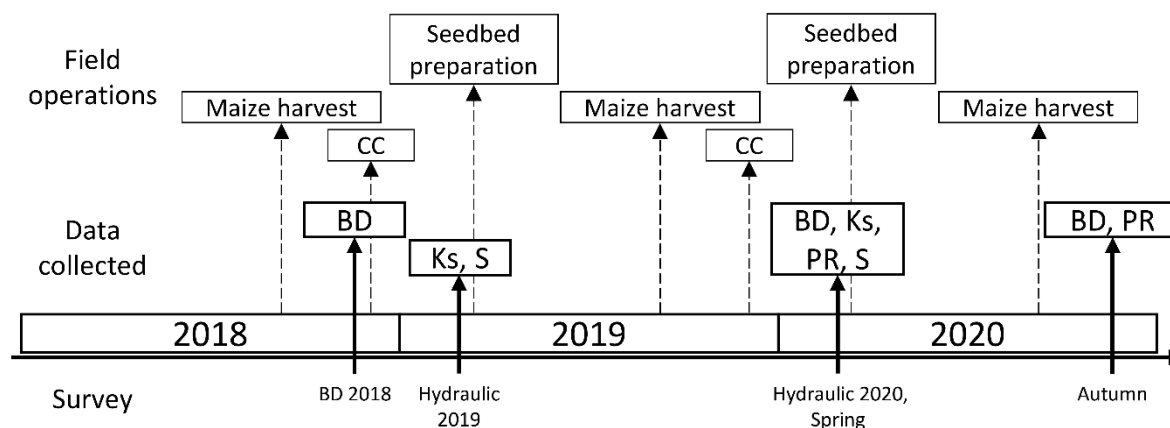 Field
operations
Seedbed
preparation
Seedbed
preparation
Maize harvest
Maize harvest
Maize harvest
CC
CC
Data
collected
BD
Ks, S
BD, Ks,
PR, S
BD, PR
2018
2019
2020
Survey
BD 2018
Hydraulic
2019
Hydraulic 2020,
Spring
Autumn